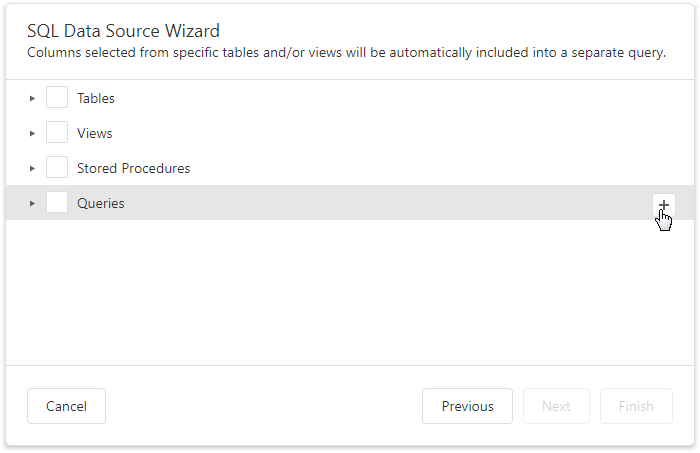 SQL Data Source Wizard
Columns selected from specific tables and/or views will be automatically included into a separate query.
Tables
Views
Stored Procedures
Queries
Cancel
Previous
Next
Finish